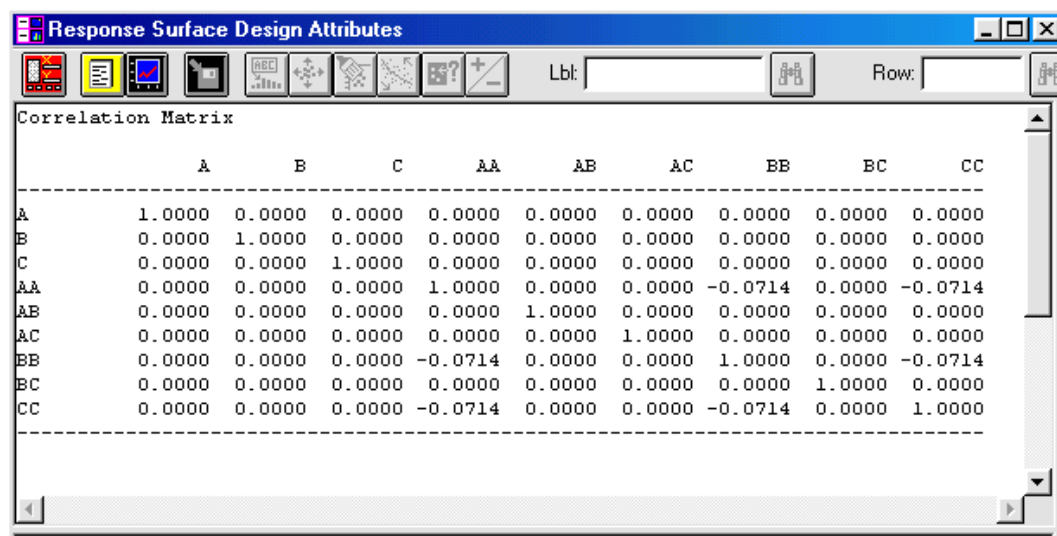 Response Surface Design Attributes
Lbl: Row:
Correlation Matrix
A B C AA AB AC BB BC CC
--------------------------------------------------------------------------------
A 1.0000 0.0000 0.0000 0.0000 0.0000 0.0000 0.0000 0.0000 0.0000
B 0.0000 1.0000 0.0000 0.0000 0.0000 0.0000 0.0000 0.0000 0.0000
C 0.0000 0.0000 1.0000 0.0000 0.0000 0.0000 0.0000 0.0000 0.0000
AA 0.0000 0.0000 0.0000 1.0000 0.0000 0.0000 -0.0714 0.0000 -0.0714
AB 0.0000 0.0000 0.0000 0.0000 1.0000 0.0000 0.0000 0.0000 0.0000
AC 0.0000 0.0000 0.0000 0.0000 0.0000 1.0000 0.0000 0.0000 0.0000
BB 0.0000 0.0000 0.0000 -0.0714 0.0000 0.0000 1.0000 0.0000 -0.0714
BC 0.0000 0.0000 0.0000 0.0000 0.0000 0.0000 0.0000 1.0000 0.0000
CC 0.0000 0.0000 0.0000 -0.0714 0.0000 0.0000 -0.0714 0.0000 1.0000
--------------------------------------------------------------------------------